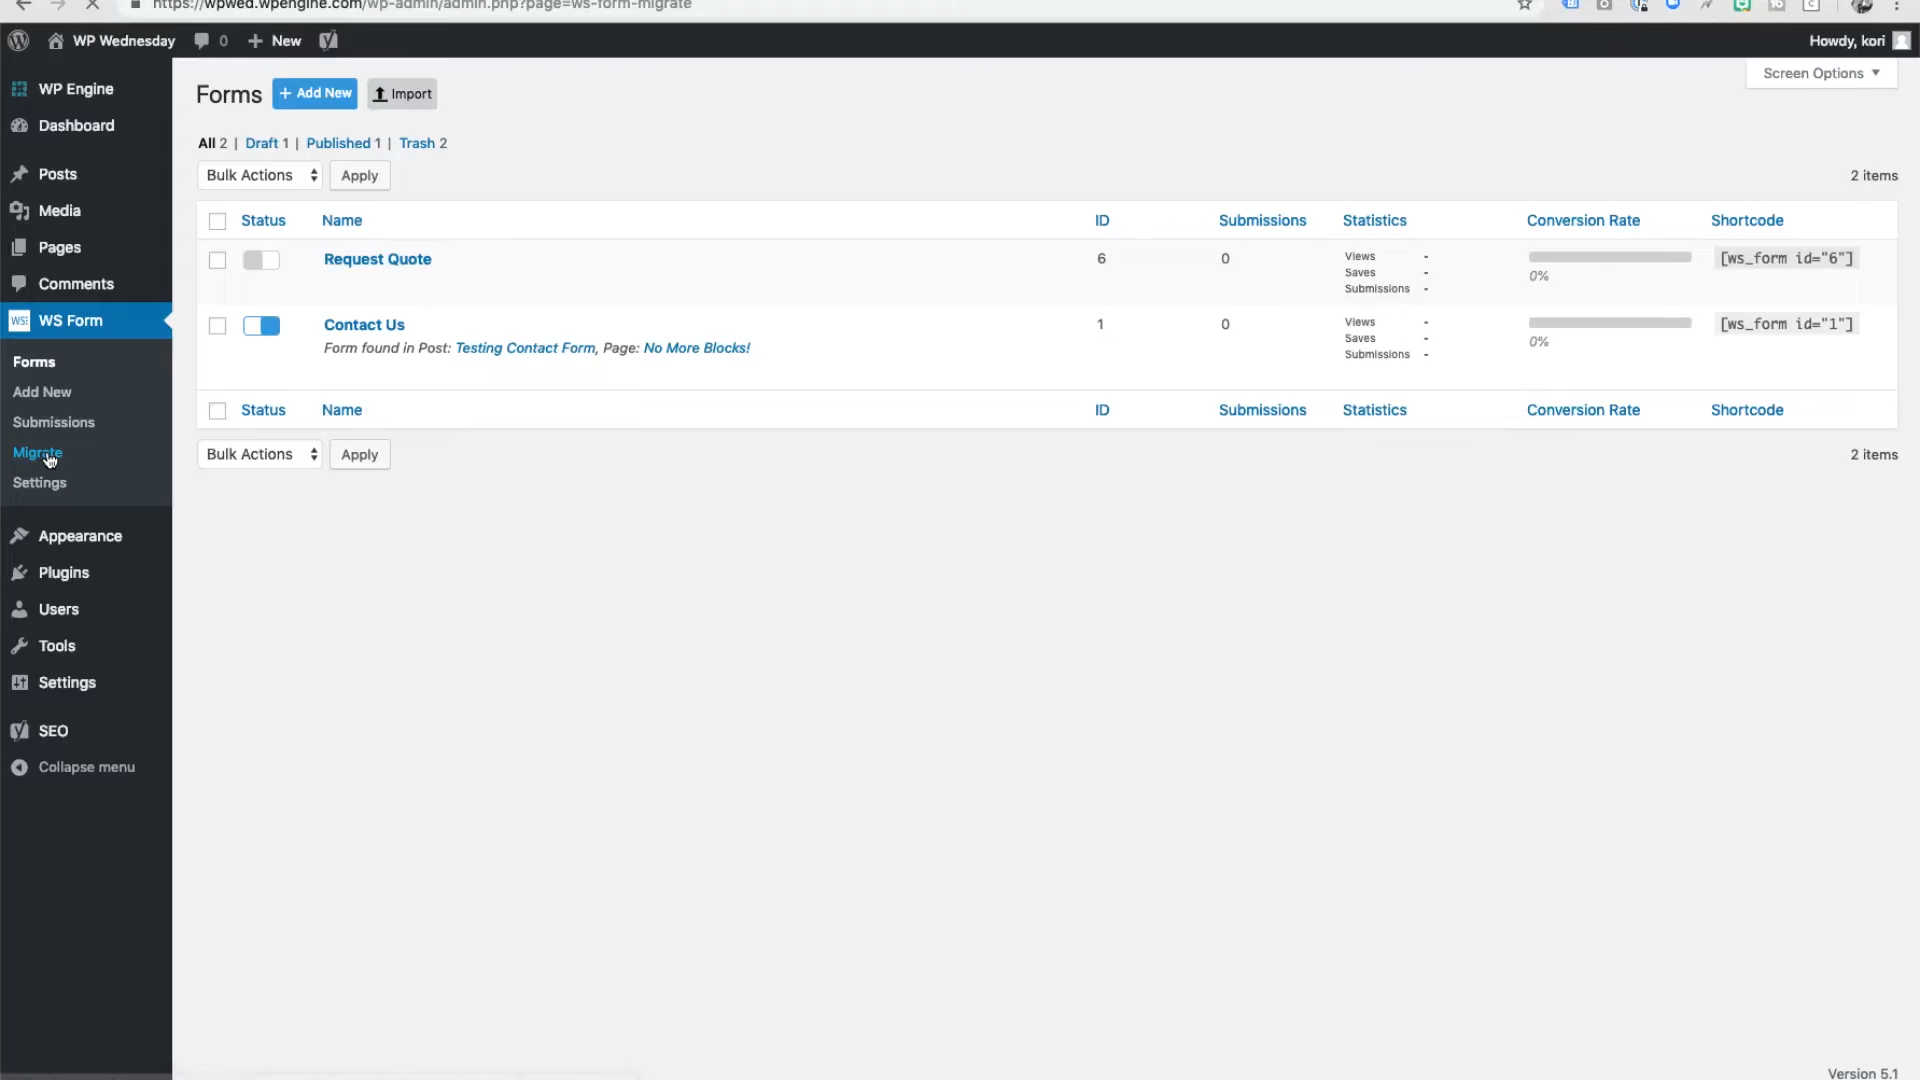 https://wpwed.wpengine.com/wp-admin/admin.php?page=ws-form-migrate
WP Wednesday 0 + New Howdy, kori
Screen Options
Forms + Add New Import
All 2 | Draft 1 | Published 1 | Trash 2
Bulk Actions Apply 2 items
Status Name ID Submissions Statistics Conversion Rate Shortcode
Request Quote 6 0 Views - 0% [ws_form id="6"]
Saves -
Submissions -
Contact Us 1 0 Views - 0% [ws_form id="1"]
Form found in Post: Testing Contact Form, Page: No More Blocks! Saves -
Submissions -
Status Name ID Submissions Statistics Conversion Rate Shortcode
Bulk Actions Apply 2 items
WP Engine
Dashboard
Posts
Media
Pages
Comments
WS WS Form
Forms
Add New
Submissions
Migrate
Settings
Appearance
Plugins
Users
Tools
Settings
SEO
Collapse menu
Version 5.1